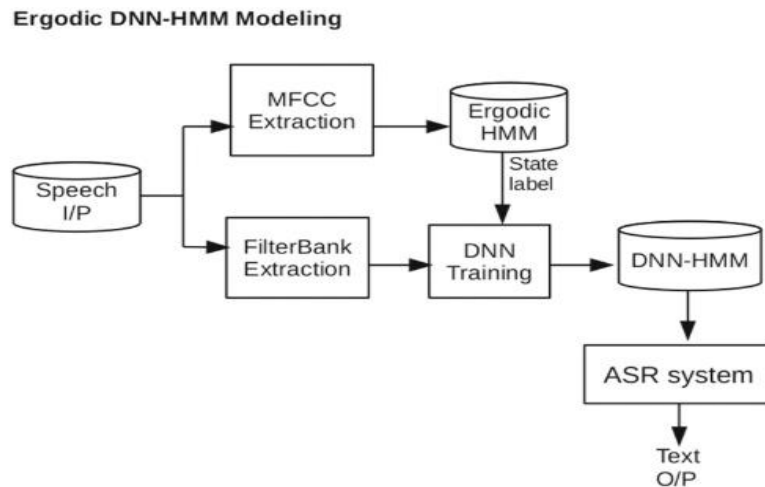 Ergodic DNN-HMM Modeling
MFCC
Extraction
Ergodic
HMM
State
label
Speech
I/P
FilterBank
Extraction
DNN
Training
DNN-HMM
ASR system
Text
O/P